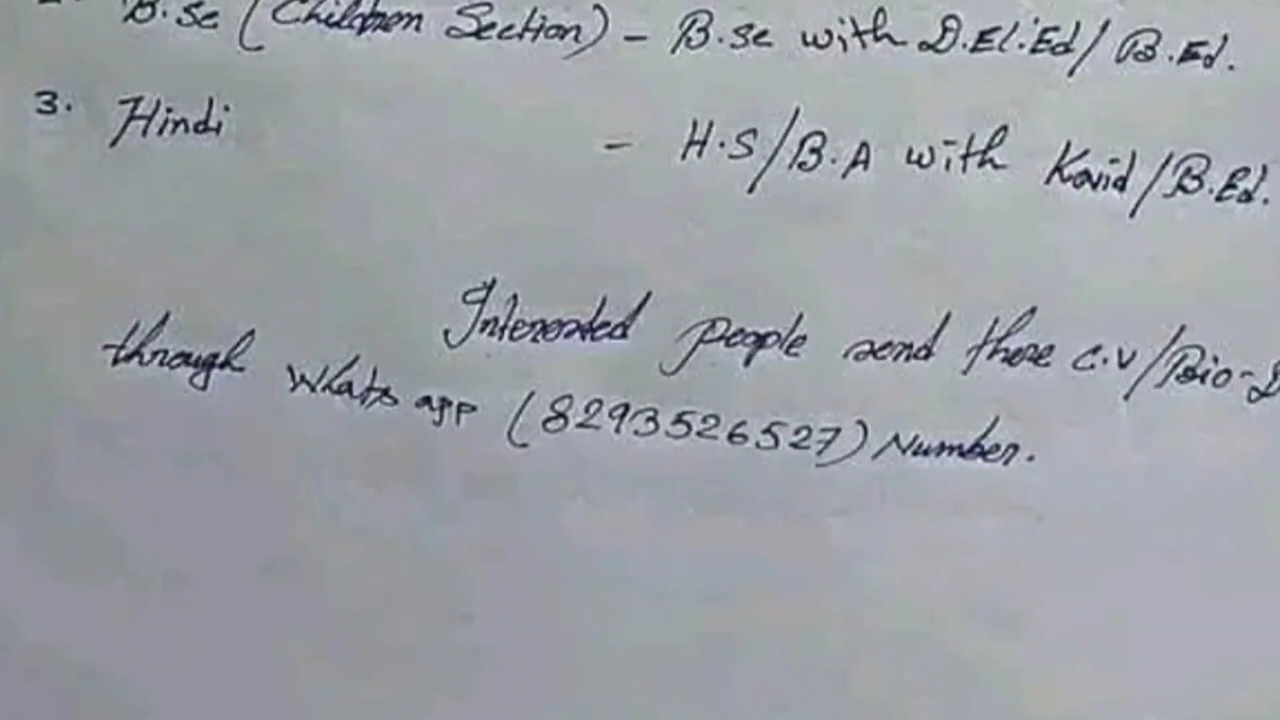 B.Sc (Children Section) - B.sc with D.El.Ed/ B.Ed.
3. Hindi - H.S/B.A with Kovid/B.Ed.
Interested people send there C.V/Bio-D
through Whats app (8293526527) Number.